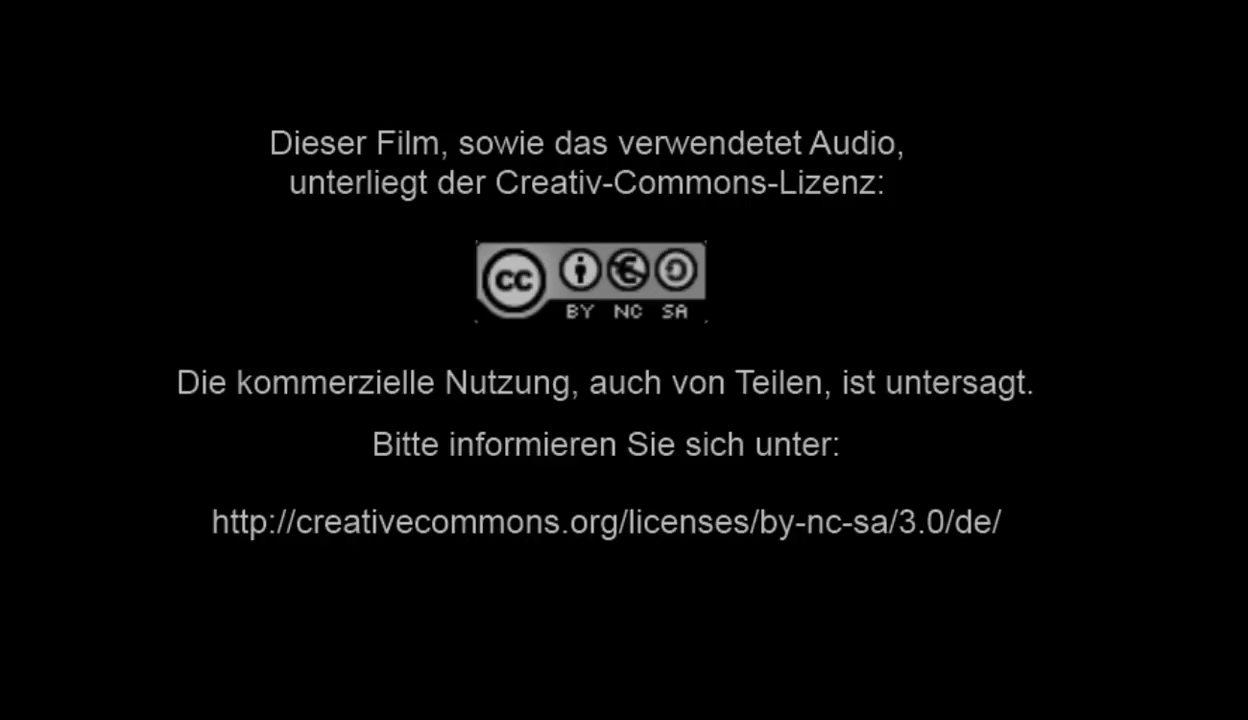 Dieser Film, sowie das verwendetet Audio,
unterliegt der Creativ-Commons-Lizenz:
cc
BY NC SA
Die kommerzielle Nutzung, auch von Teilen, ist untersagt.
Bitte informieren Sie sich unter:
http://creativecommons.org/licenses/by-nc-sa/3.0/de/